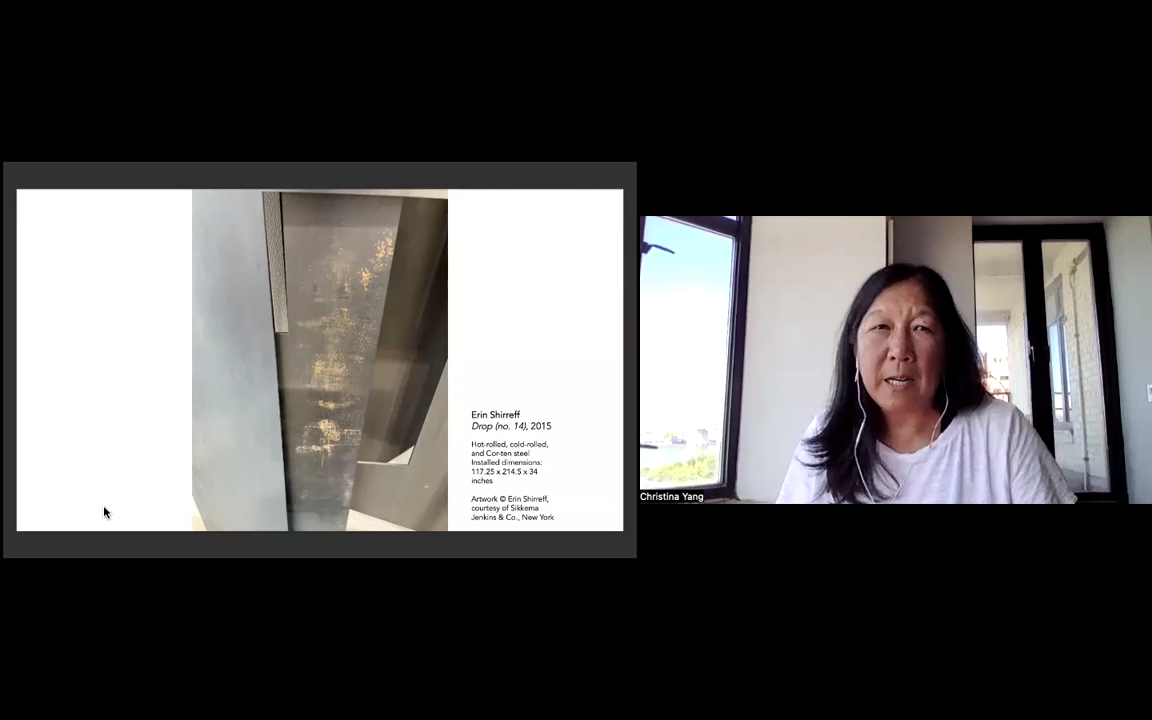 Erin Shirreff
Drop (no. 14), 2015
Hot-rolled, cold-rolled,
and Cor-ten steel
Installed dimensions:
117.25 x 214.5 x 34
inches
Artwork © Erin Shirreff,
courtesy of Sikkema
Jenkins & Co., New York
Christina Yang